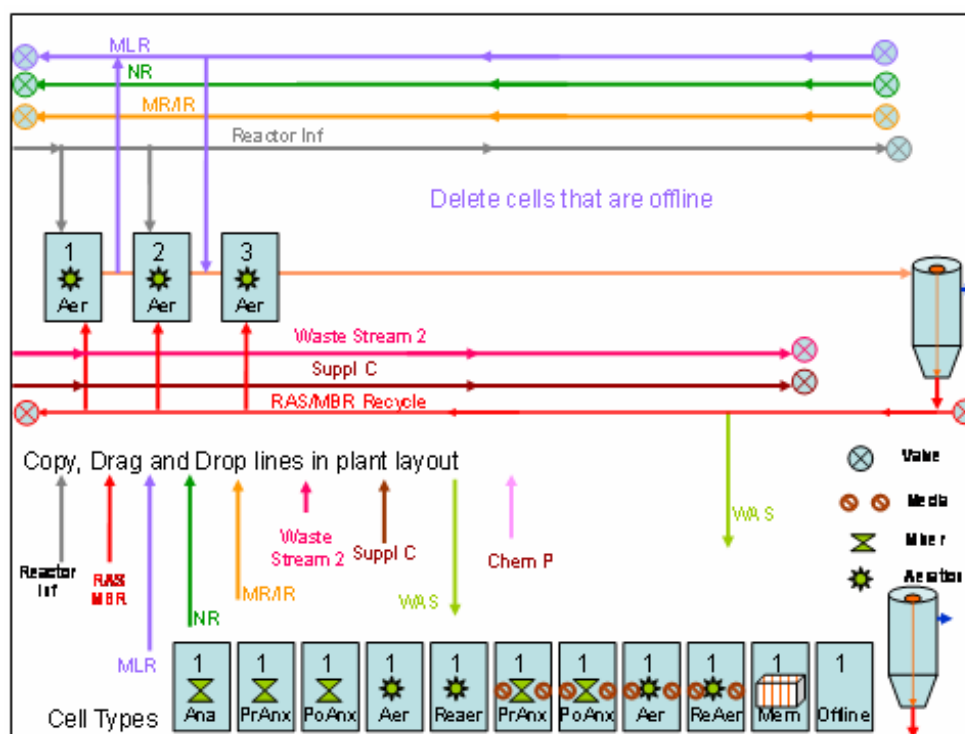 MLR
NR
MR/IR
Reactor Inf
Delete cells that are offline
1 2 3
Aer Aer Aer
Waste Stream 2
Suppl C
RAS/MBR Recycle
Copy, Drag and Drop lines in plant layout
Value
Media
Mixer
Aeration
WAS
Reactor
Inf
RAS
MBR
MLR
NR
MR/IR
Waste
Stream 2
Suppl C
WAS
Chem P
1 1 1 1 1 1 1 1 1 1 1
Cell Types
Ana PrAnx PoAnx Aer Reaer PrAnx PoAnx Aer ReAer Mem Offline